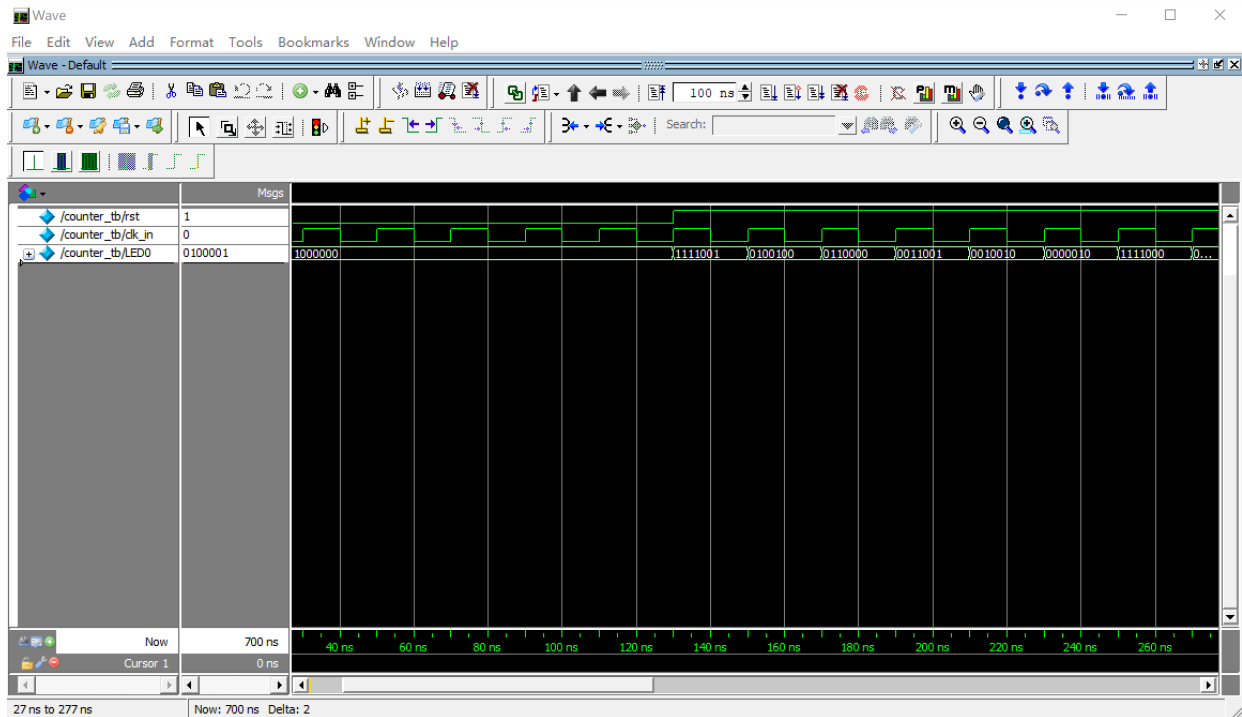 Wave
File Edit View Add Format Tools Bookmarks Window Help
Wave - Default
100 ns
Search:
Msgs
/counter_tb/rst 1
/counter_tb/clk_in 0
/counter_tb/LED0 0100001 1000000 1111001 0100100 0110000 0011001 0010010 0000010 1111000 0...
Now 700 ns 40 ns 60 ns 80 ns 100 ns 120 ns 140 ns 160 ns 180 ns 200 ns 220 ns 240 ns 260 ns
Cursor 1 0 ns
27 ns to 277 ns Now: 700 ns Delta: 2